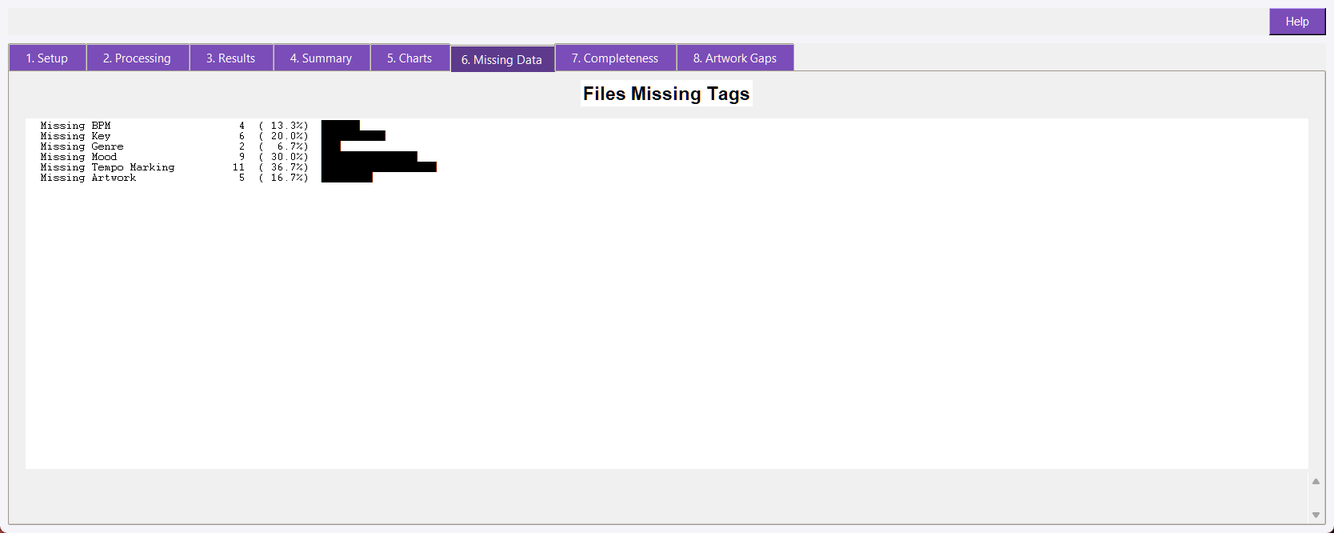 Help
1. Setup 2. Processing 3. Results 4. Summary 5. Charts 6. Missing Data 7. Completeness 8. Artwork Gaps
Files Missing Tags
Missing BPM 4 ( 13.3%)
Missing Key 6 ( 20.0%)
Missing Genre 2 ( 6.7%)
Missing Mood 9 ( 30.0%)
Missing Tempo Marking 11 ( 36.7%)
Missing Artwork 5 ( 16.7%)